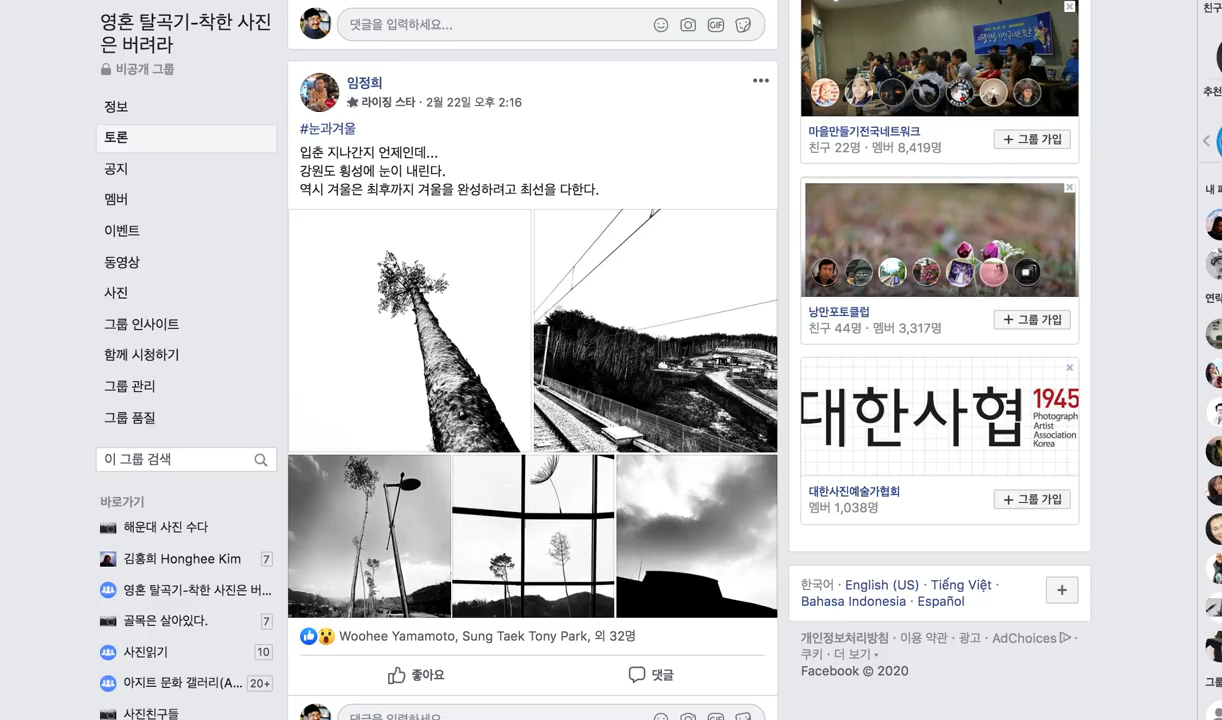 영혼 탈곡기-착한 사진
은 버려라
비공개 그룹
정보
토론
공지
멤버
이벤트
동영상
사진
그룹 인사이트
함께 시청하기
그룹 관리
그룹 품질
이 그룹 검색
바로가기
해운대 사진 수다
김홍희 Honghee Kim 7
영혼 탈곡기-착한 사진은 버...
골목은 살아있다. 7
사진읽기 10
아지트 문화 갤러리(A... 20+
사진친구들
댓글을 입력하세요...
GIF
임정희
라이징 스타 · 2월 22일 오후 2:16
#눈과겨울
입춘 지나간지 언제인데...
강원도 횡성에 눈이 내린다.
역시 겨울은 최후까지 겨울을 완성하려고 최선을 다한다.
Woohee Yamamoto, Sung Taek Tony Park, 외 32명
좋아요
댓글
댓글을 입력하세요
GIF
마을만들기전국네트워크
친구 22명 · 멤버 8,419명
+ 그룹 가입
낭만포토클럽
친구 44명 · 멤버 3,317명
+ 그룹 가입
대한사협
1945
Photograph
Artist
Association
Korea
대한사진예술가협회
멤버 1,038명
+ 그룹 가입
한국어 · English (US) · Tiếng Việt ·
Bahasa Indonesia · Español
+
개인정보처리방침 · 이용 약관 · 광고 · AdChoices ·
쿠키 · 더 보기
Facebook © 2020
친구
추천
내 페
연락
그룹